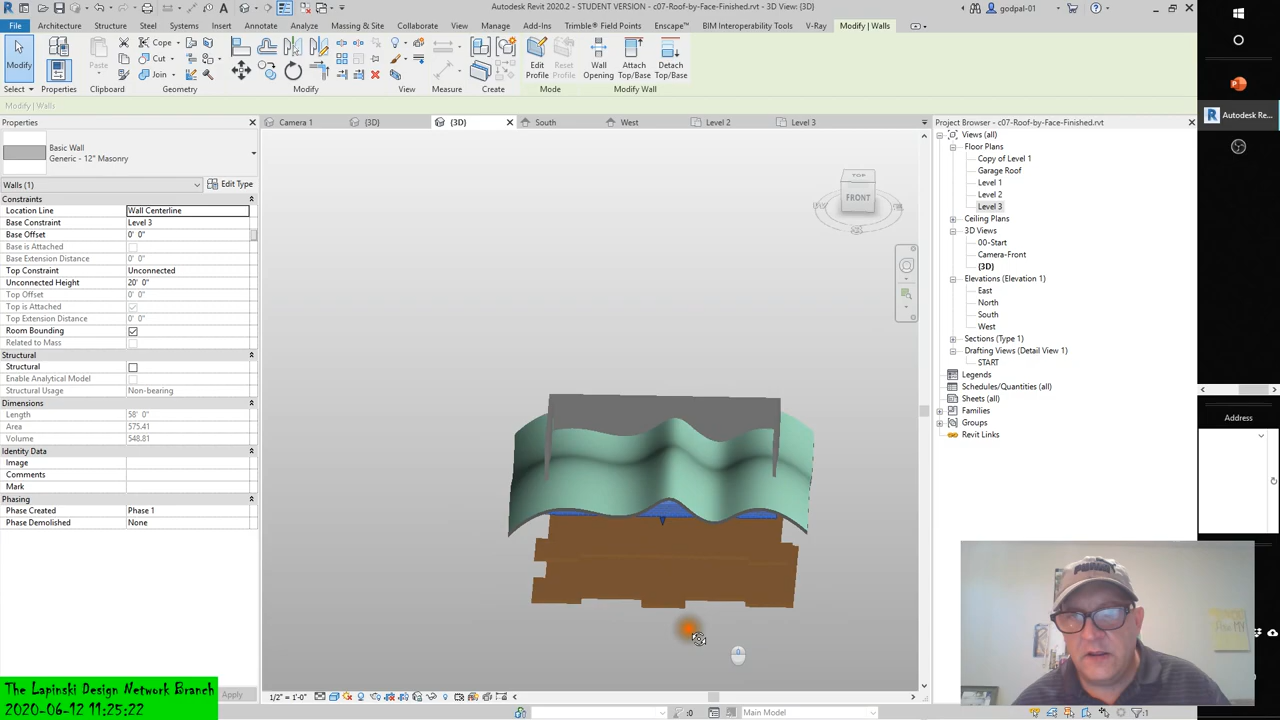 Autodesk Revit 2020.2 - STUDENT VERSION - c07-Roof-by-Face-Finished.rvt - 3D View: {3D}
godpal-01
File Architecture Structure Steel Systems Insert Annotate Analyze Massing & Site Collaborate View Manage Add-Ins Trimble® Field Points Enscape™ BIM Interoperability Tools V-Ray Modify | Walls
Modify Properties Paste Cope Cut Join Edit Profile Reset Profile Wall Opening Attach Top/Base Detach Top/Base
Select Properties Clipboard Geometry Modify View Measure Create Mode Modify Wall
Modify | Walls
Properties
Basic Wall
Generic - 12" Masonry
Walls (1) Edit Type
Constraints
Location Line Wall Centerline
Base Constraint Level 3
Base Offset 0' 0"
Base is Attached
Base Extension Distance 0' 0"
Top Constraint Unconnected
Unconnected Height 20' 0"
Top Offset 0' 0"
Top is Attached
Top Extension Distance 0' 0"
Room Bounding
Related to Mass
Structural
Structural
Enable Analytical Model
Structural Usage Non-bearing
Dimensions
Length 58' 0"
Area 575.41
Volume 548.81
Identity Data
Image
Comments
Mark
Phasing
Phase Created Phase 1
Phase Demolished None
Apply
Camera 1 {3D} {3D} South West Level 2 Level 3
TOP
FRONT
1/2" = 1'-0"
:0 Main Model :1
Project Browser - c07-Roof-by-Face-Finished.rvt
Views (all)
Floor Plans
Copy of Level 1
Garage Roof
Level 1
Level 2
Level 3
Ceiling Plans
3D Views
00-Start
Camera-Front
{3D}
Elevations (Elevation 1)
East
North
South
West
Sections (Type 1)
Drafting Views (Detail View 1)
START
Legends
Schedules/Quantities (all)
Sheets (all)
Families
Groups
Revit Links
Autodesk Re...
Address
The Lapinski Design Network Branch
2020-06-12 11:25:22